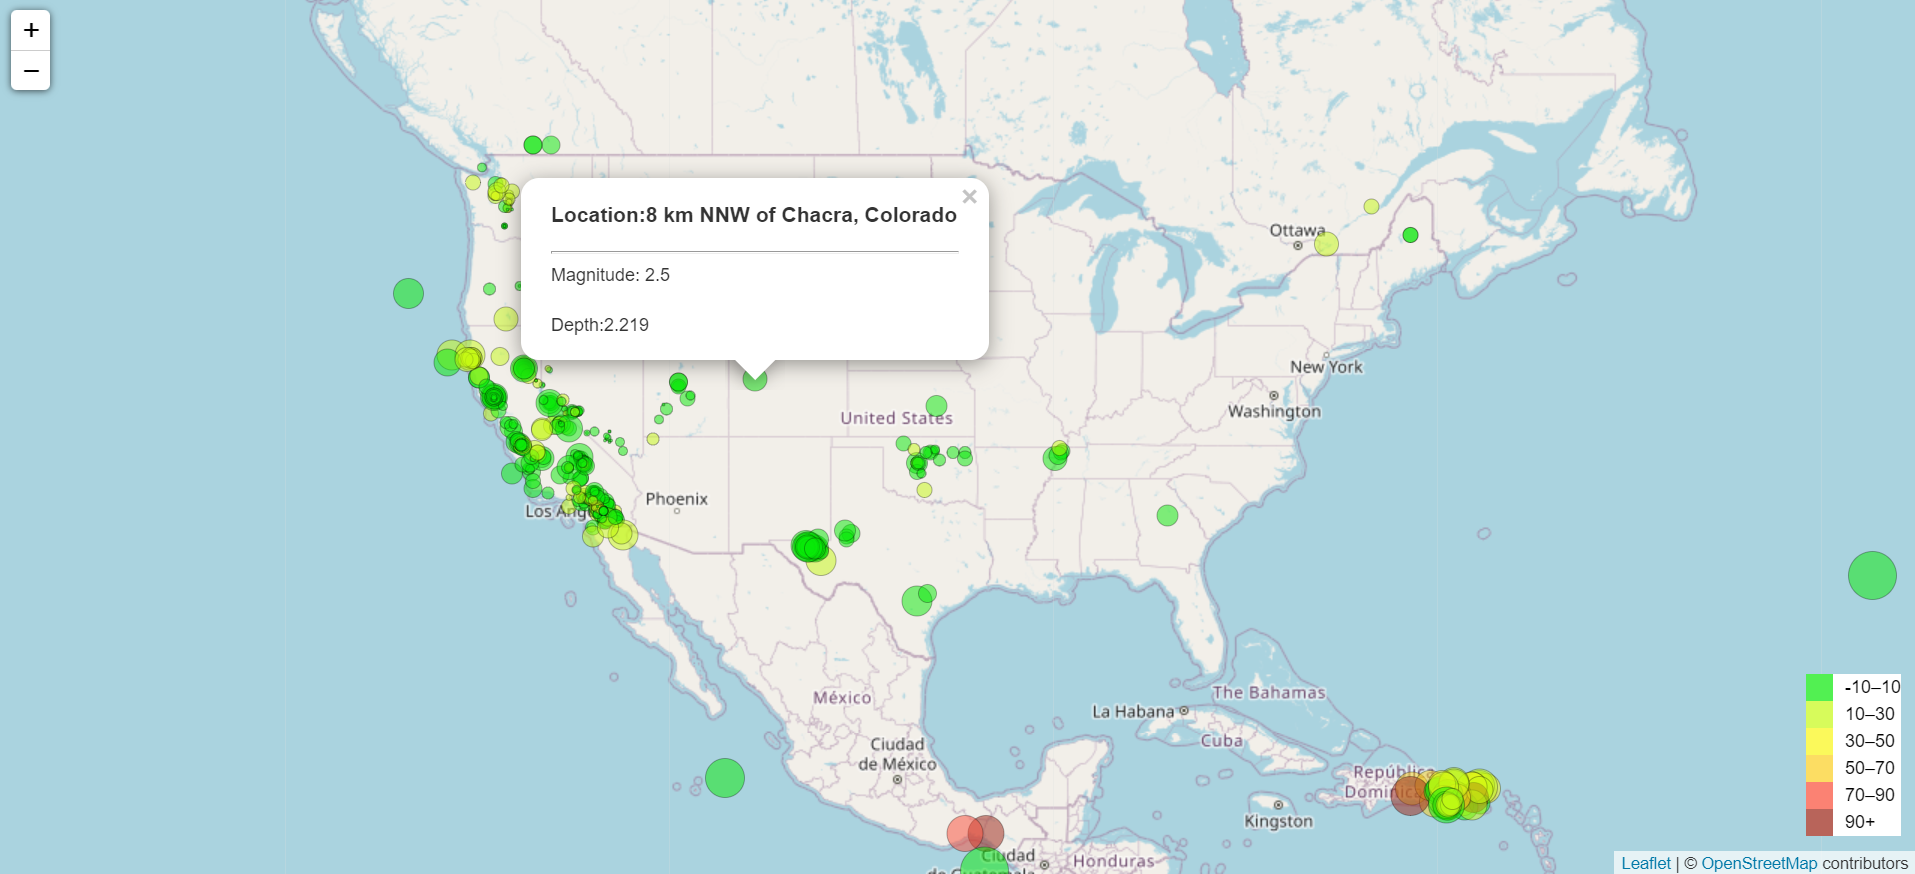 +
−
×
Location:8 km NNW of Chacra, Colorado
Magnitude: 2.5
Depth:2.219
Ottawa
New York
Washington
United States
Phoenix
Los Ang
México
Ciudad
de México
La Habana
The Bahamas
Cuba
República
Dominic
Kingston
Ciudad
de Guatemala
Honduras
-10–10
10–30
30–50
50–70
70–90
90+
Leaflet | © OpenStreetMap contributors